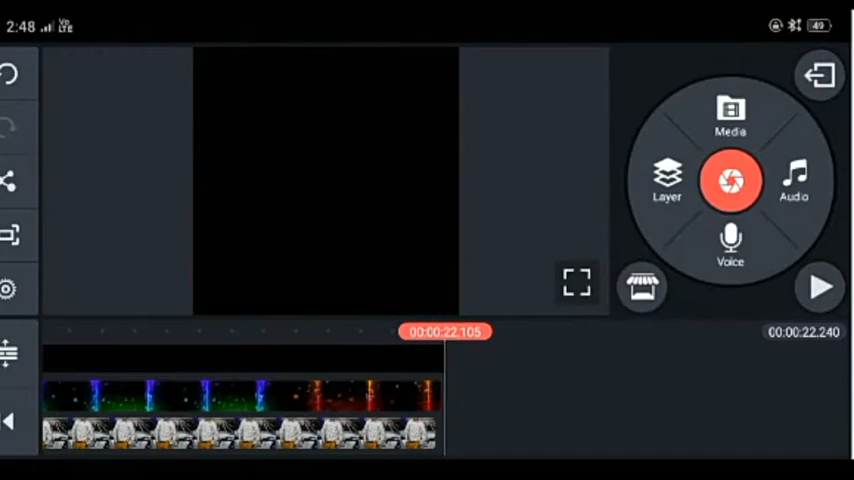 2:48 Vo LTE 49
Media
Layer
Audio
Voice
00:00:22,105
00:00:22,240